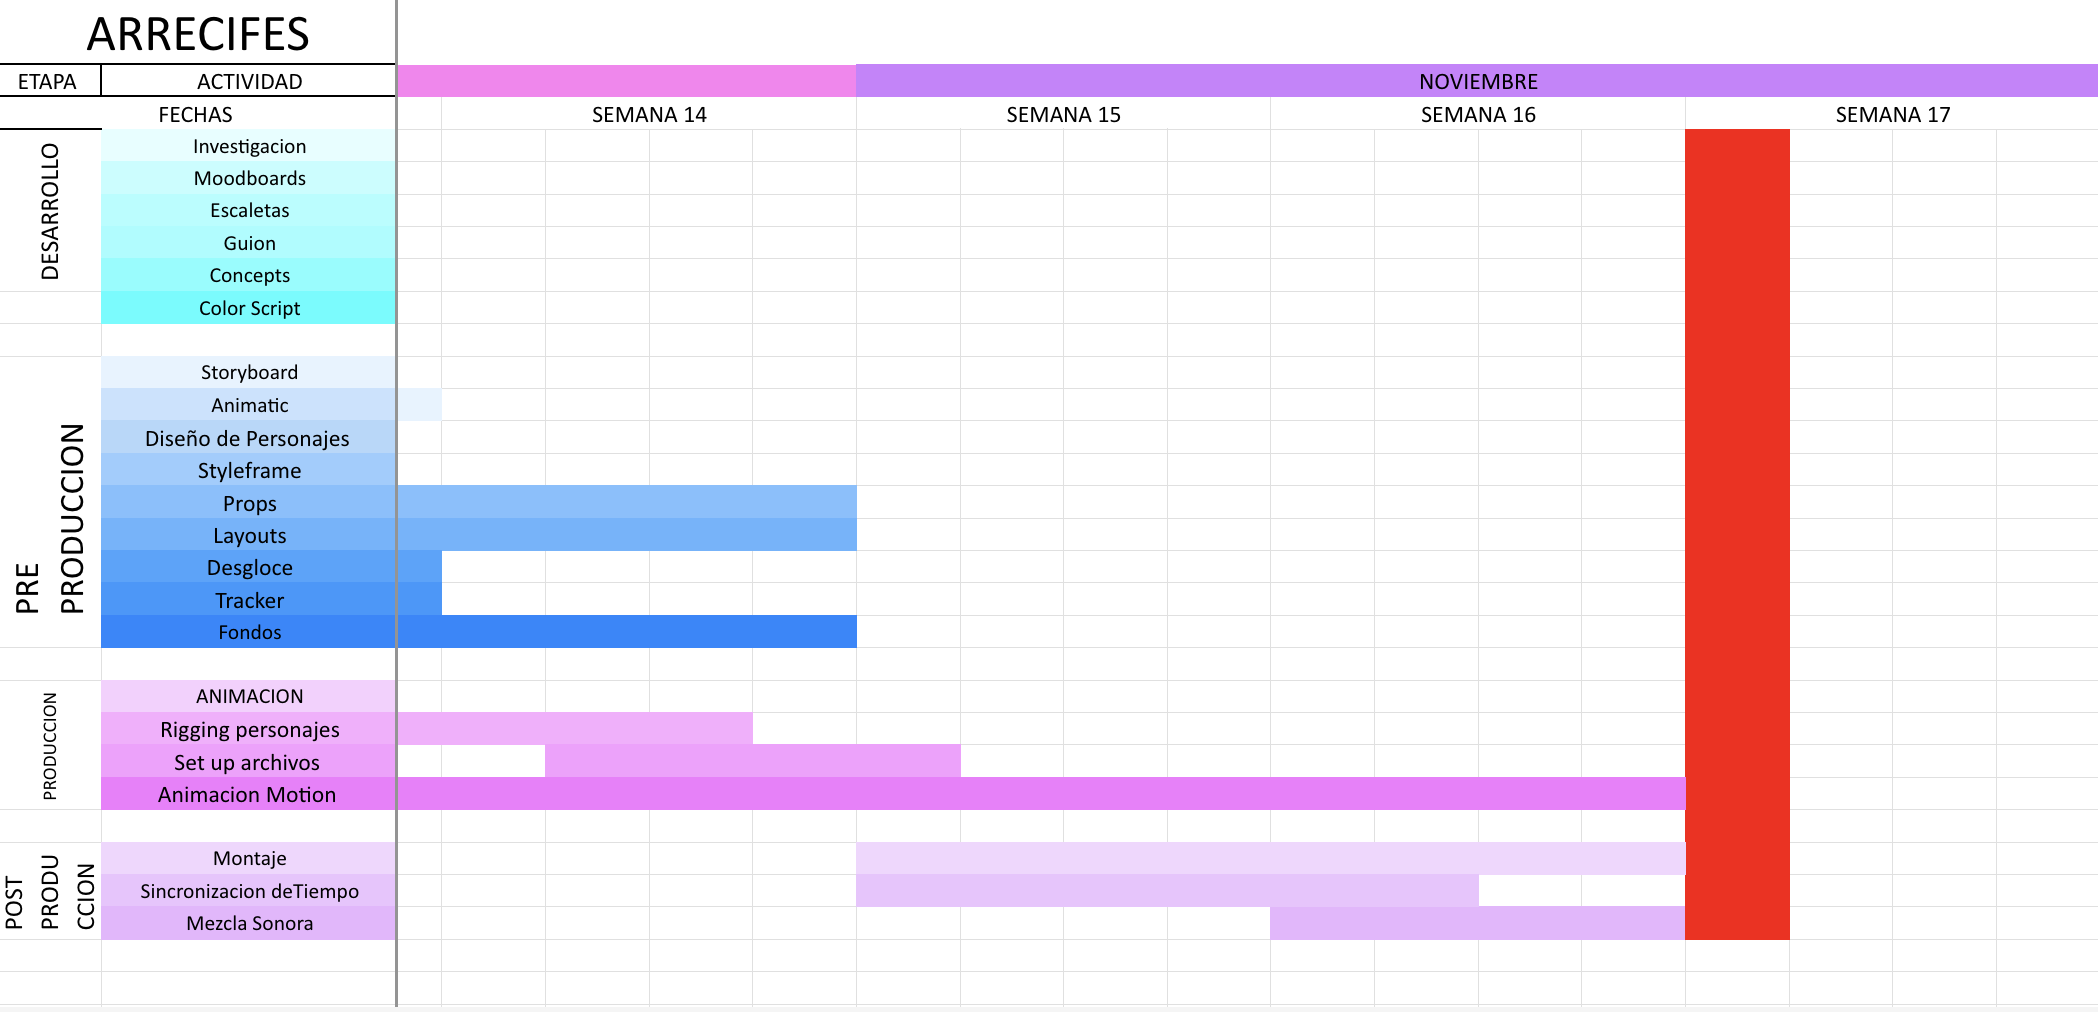 ARRECIFES
ETAPA
ACTIVIDAD
NOVIEMBRE
FECHAS
SEMANA 14
SEMANA 15
SEMANA 16
SEMANA 17
DESARROLLO
Investigacion
Moodboards
Escaletas
Guion
Concepts
Color Script
PRE
PRODUCCION
Storyboard
Animatic
Diseño de Personajes
Styleframe
Props
Layouts
Desgloce
Tracker
Fondos
PRODUCCION
ANIMACION
Rigging personajes
Set up archivos
Animacion Motion
POST
PRODU
CCION
Montaje
Sincronizacion deTiempo
Mezcla Sonora